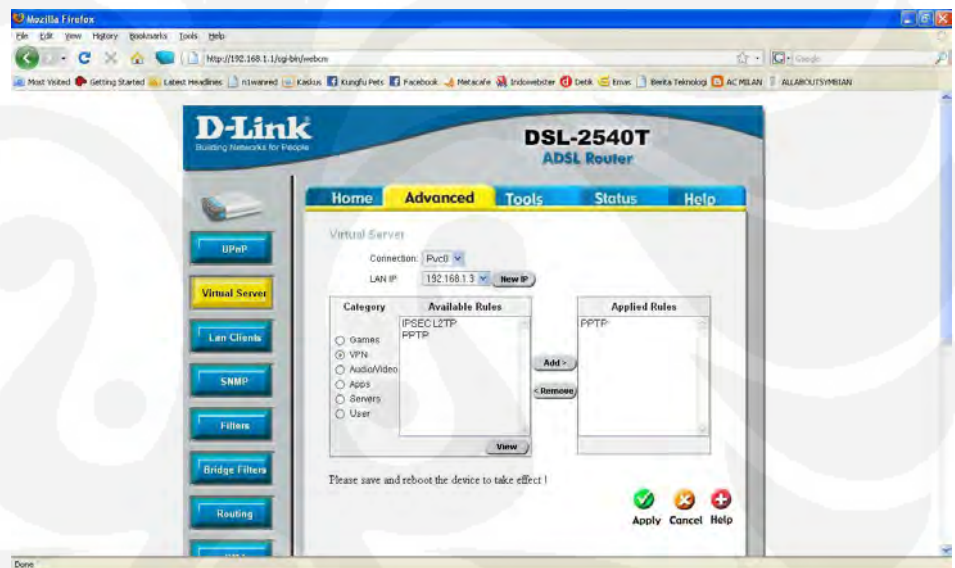 Mozilla Firefox
File Edit View History Bookmarks Tools Help
http://192.168.1.1/cgi-bin/webcm
Google
Most Visited Getting Started Latest Headlines n1wanred Kaskus Kungfu Pets Facebook Metacafe Indowebster Detik Emas Berita Teknologi AC MILAN ALLABOUTSYMBIAN
D-Link
Building Networks for People
DSL-2540T
ADSL Router
Home Advanced Tools Status Help
UPnP
Virtual Server
Lan Clients
SNMP
Filters
Bridge Filters
Routing
Virtual Server
Connection: Pvc0
LAN IP 192.168.1.3 New IP
Category Available Rules Applied Rules
Games
VPN
Audio/Video
Apps
Servers
User
IPSEC L2TP
PPTP
View
Add >
< Remove
PPTP
Please save and reboot the device to take effect !
Apply Cancel Help
Done